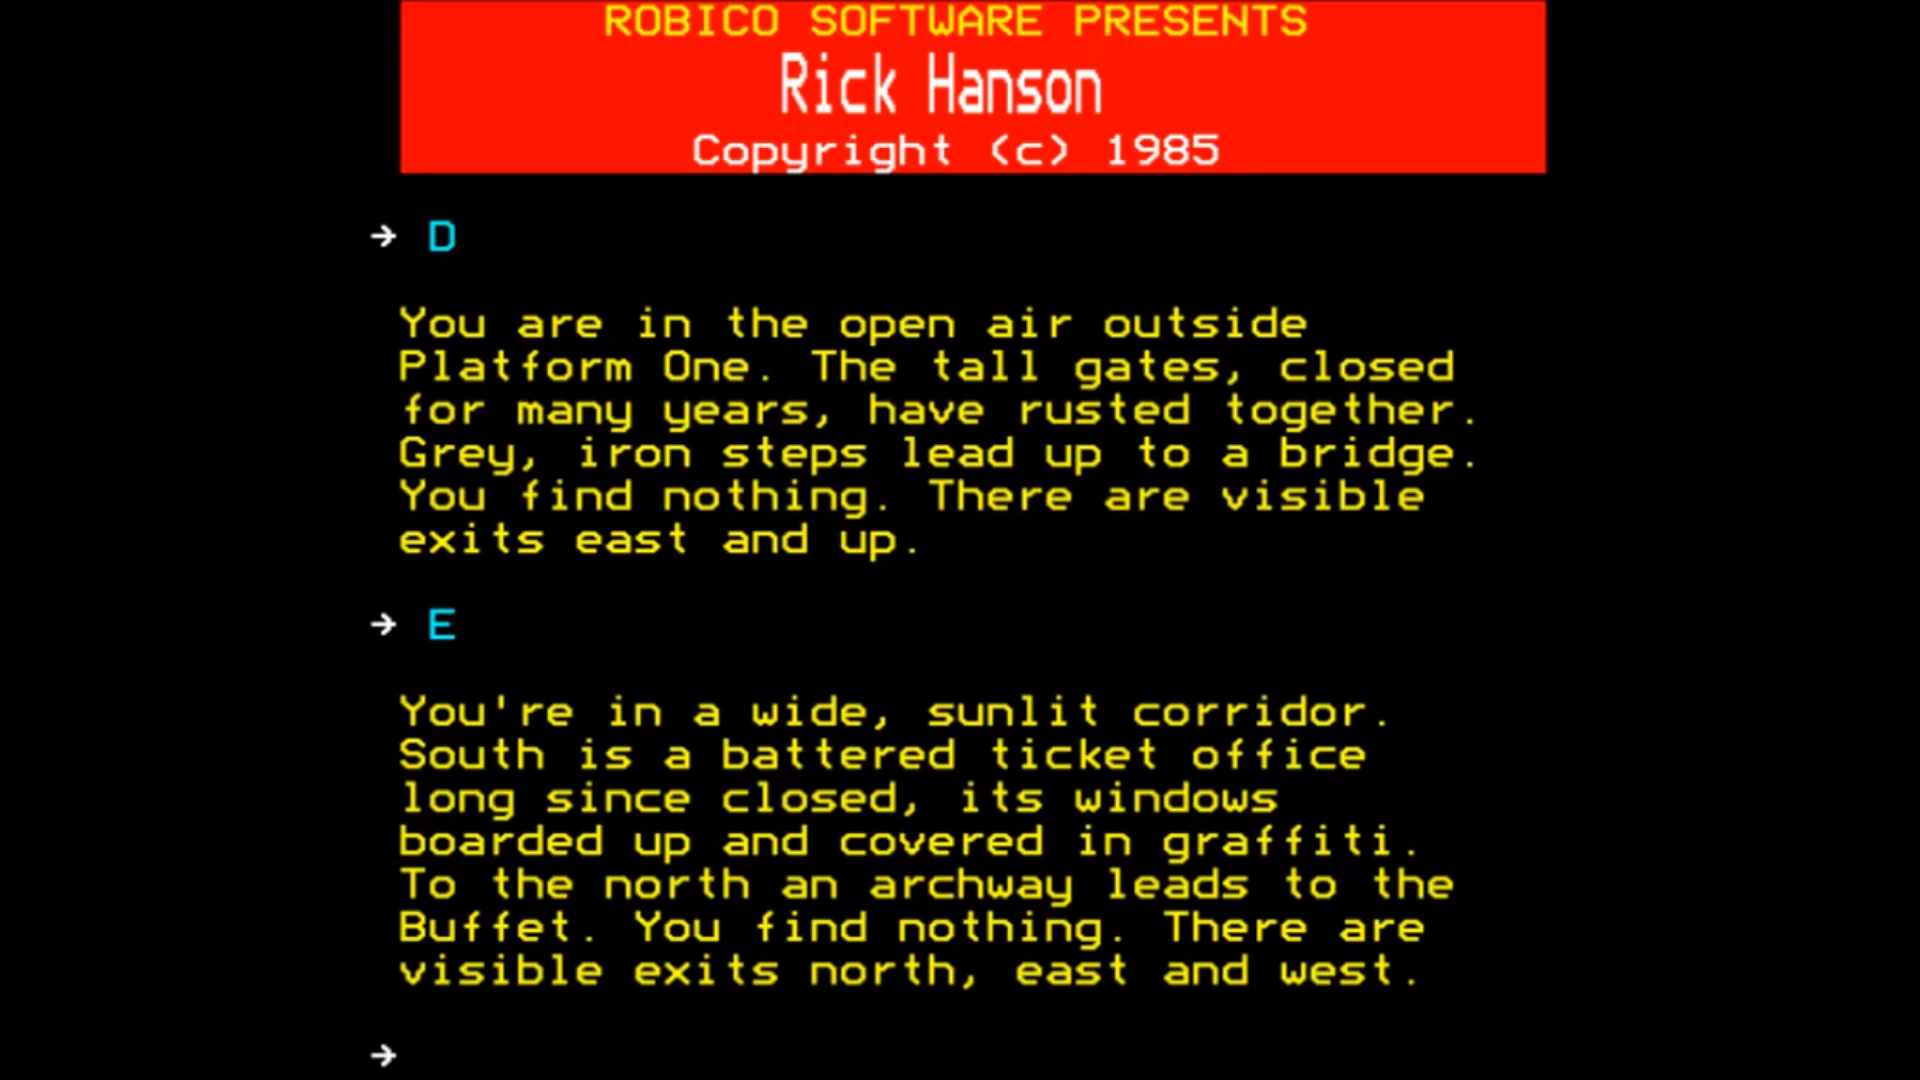 ROBICO SOFTWARE PRESENTS
Rick Hanson
Copyright (c) 1985
→ D
You are in the open air outside
Platform One. The tall gates, closed
for many years, have rusted together.
Grey, iron steps lead up to a bridge.
You find nothing. There are visible
exits east and up.
→ E
You're in a wide, sunlit corridor.
South is a battered ticket office
long since closed, its windows
boarded up and covered in graffiti.
To the north an archway leads to the
Buffet. You find nothing. There are
visible exits north, east and west.
→